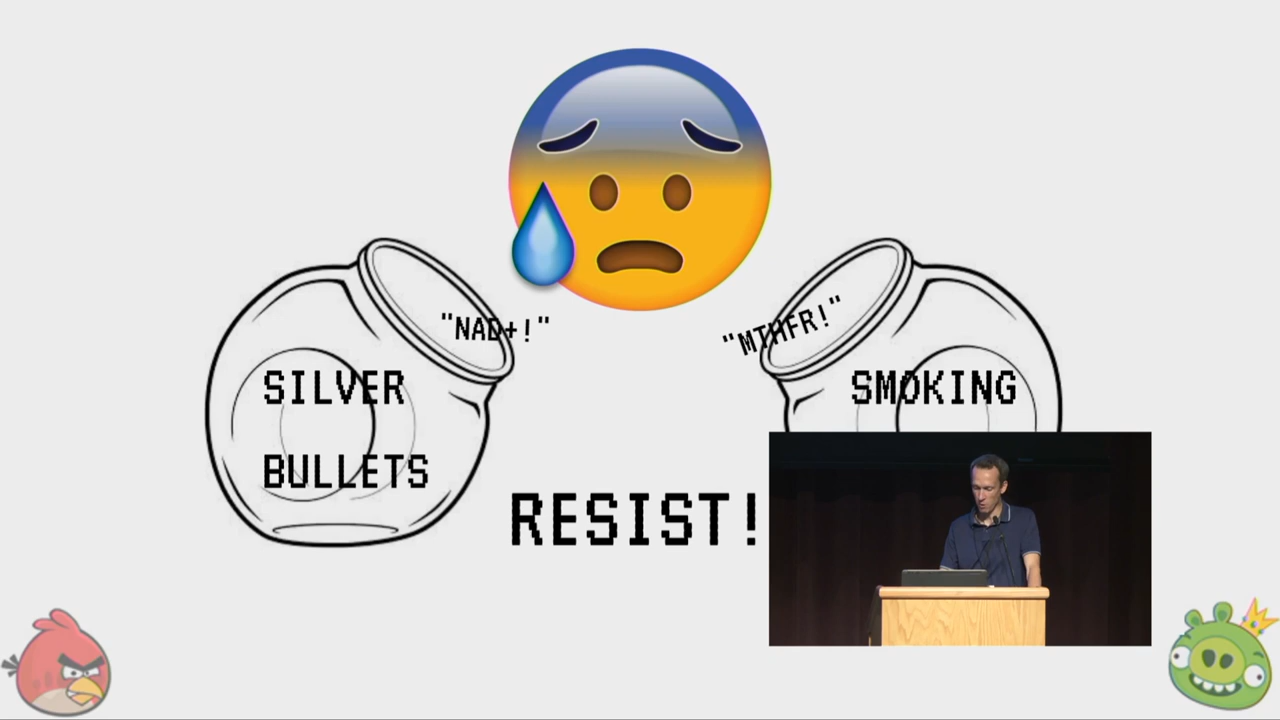 "NAD+!"
"MTHFR!"
SILVER
SMOKING
BULLETS
RESIST!